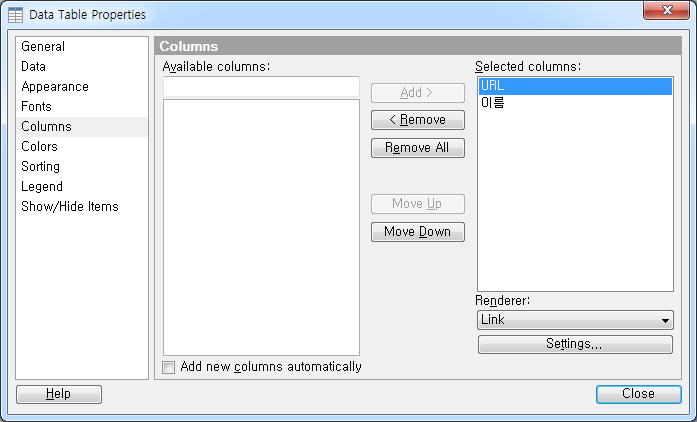 Data Table Properties
General
Data
Appearance
Fonts
Columns
Colors
Sorting
Legend
Show/Hide Items
Columns
Available columns:
Add >
< Remove
Remove All
Move Up
Move Down
Selected columns:
URL
이름
Renderer:
Link
Settings...
Add new columns automatically
Help
Close